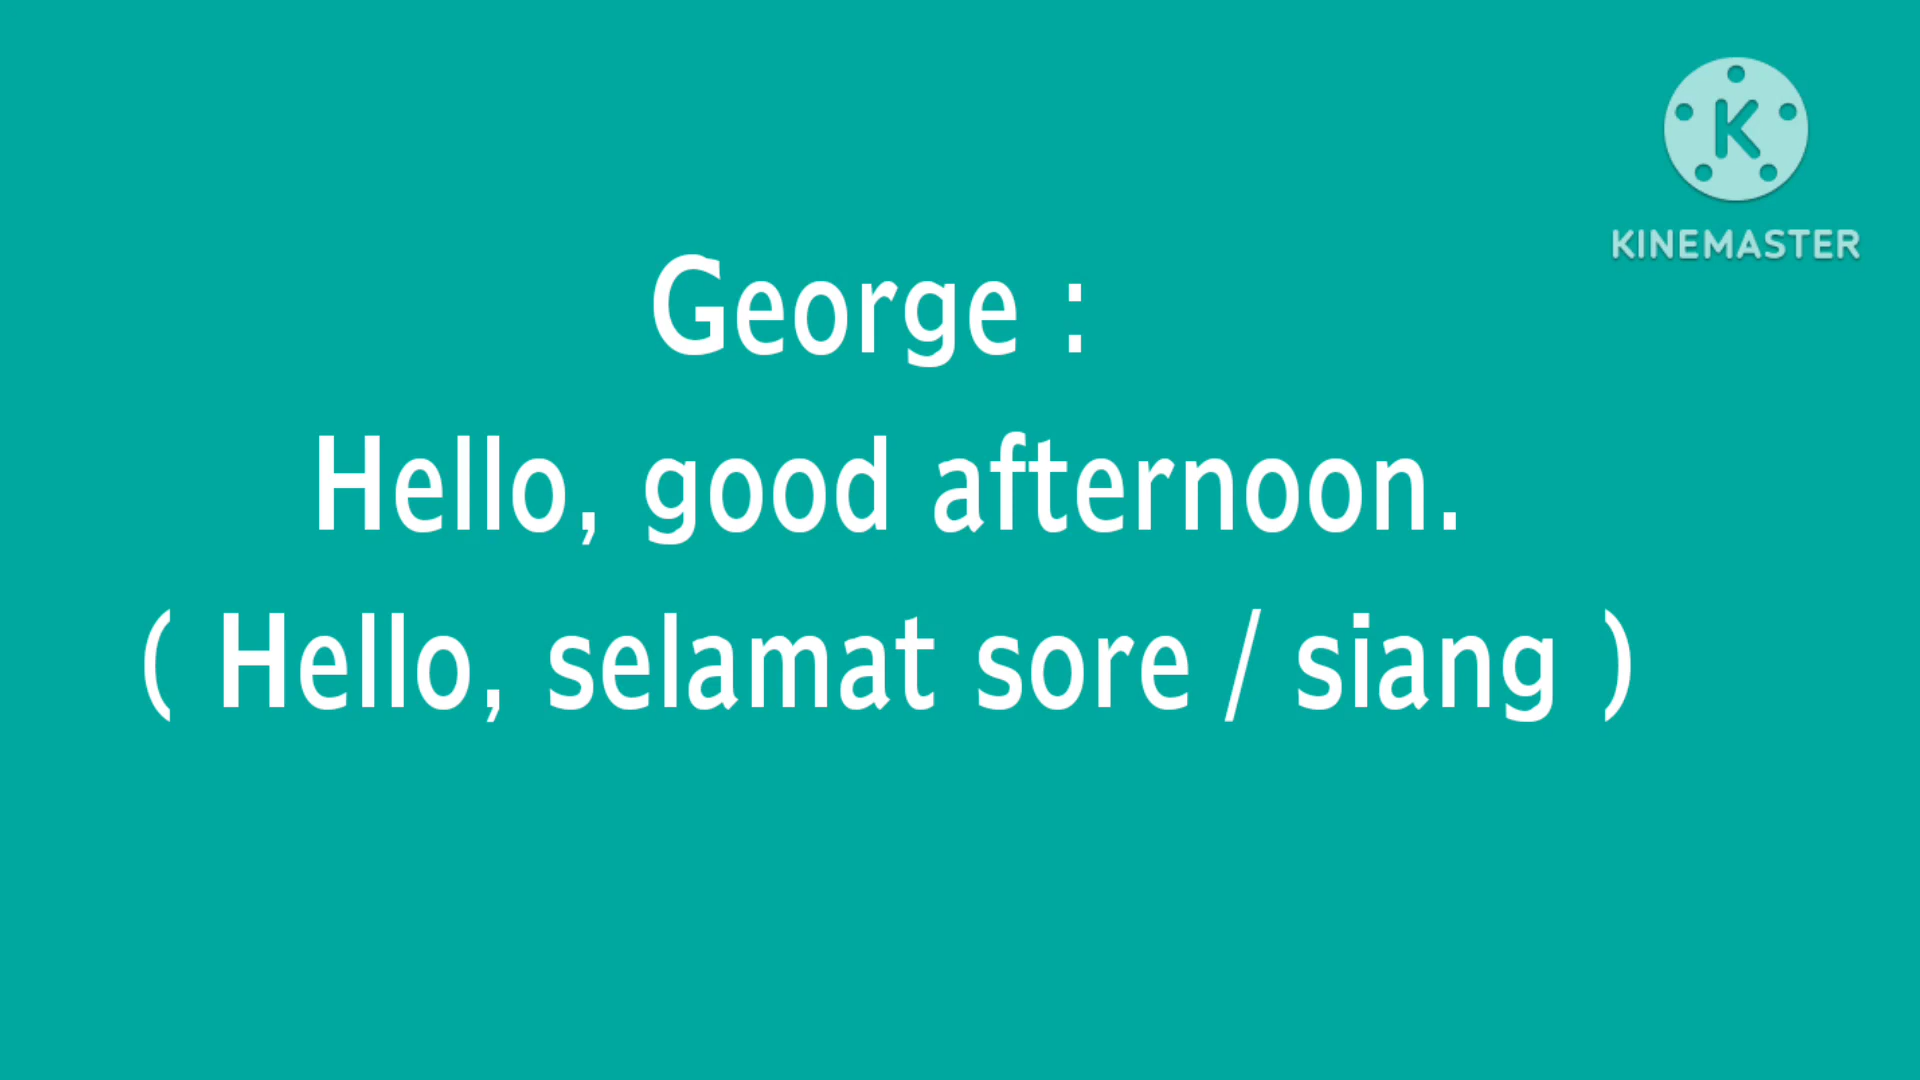 K
KINEMASTER
George :
Hello, good afternoon.
( Hello, selamat sore / siang )